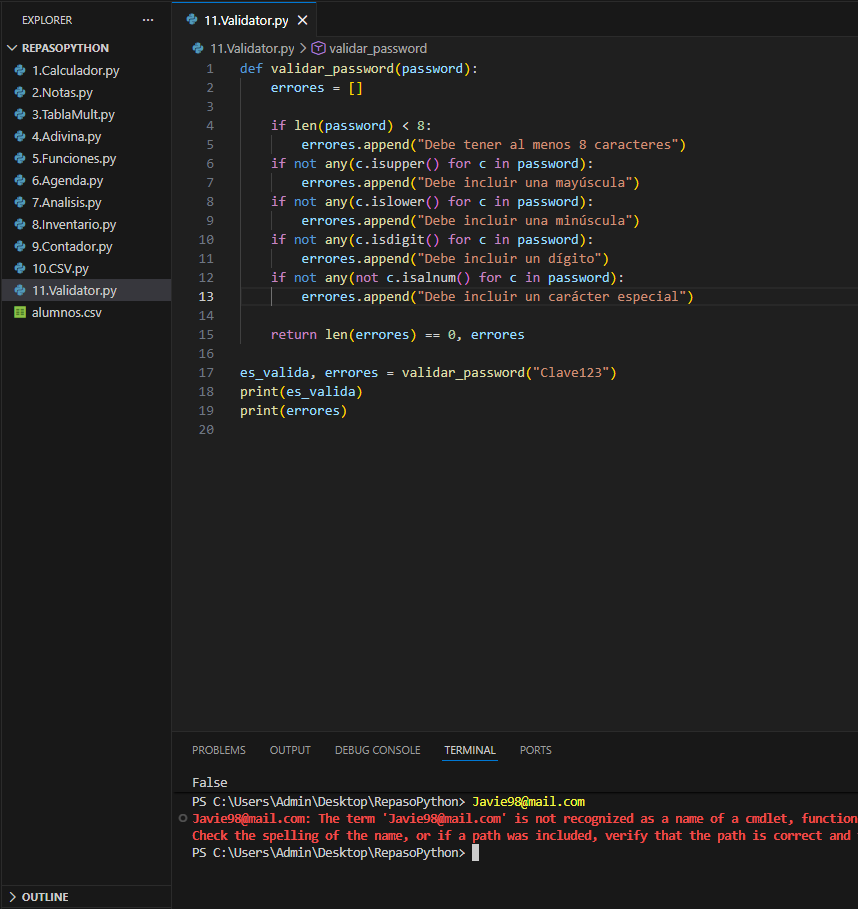 EXPLORER
···
REPASOPYTHON
1.Calculador.py
2.Notas.py
3.TablaMult.py
4.Adivina.py
5.Funciones.py
6.Agenda.py
7.Analisis.py
8.Inventario.py
9.Contador.py
10.CSV.py
11.Validator.py
alumnos.csv
OUTLINE
11.Validator.py
11.Validator.py > validar_password
1 def validar_password(password):
2     errores = []
3
4     if len(password) < 8:
5         errores.append("Debe tener al menos 8 caracteres")
6     if not any(c.isupper() for c in password):
7         errores.append("Debe incluir una mayúscula")
8     if not any(c.islower() for c in password):
9         errores.append("Debe incluir una minúscula")
10     if not any(c.isdigit() for c in password):
11         errores.append("Debe incluir un dígito")
12     if not any(not c.isalnum() for c in password):
13         errores.append("Debe incluir un carácter especial")
14
15     return len(errores) == 0, errores
16
17 es_valida, errores = validar_password("Clave123")
18 print(es_valida)
19 print(errores)
20
PROBLEMS OUTPUT DEBUG CONSOLE TERMINAL PORTS
False
PS C:\Users\Admin\Desktop\RepasoPython> Javie98@mail.com
Javie98@mail.com: The term 'Javie98@mail.com' is not recognized as a name of a cmdlet, function
Check the spelling of the name, or if a path was included, verify that the path is correct and
PS C:\Users\Admin\Desktop\RepasoPython>